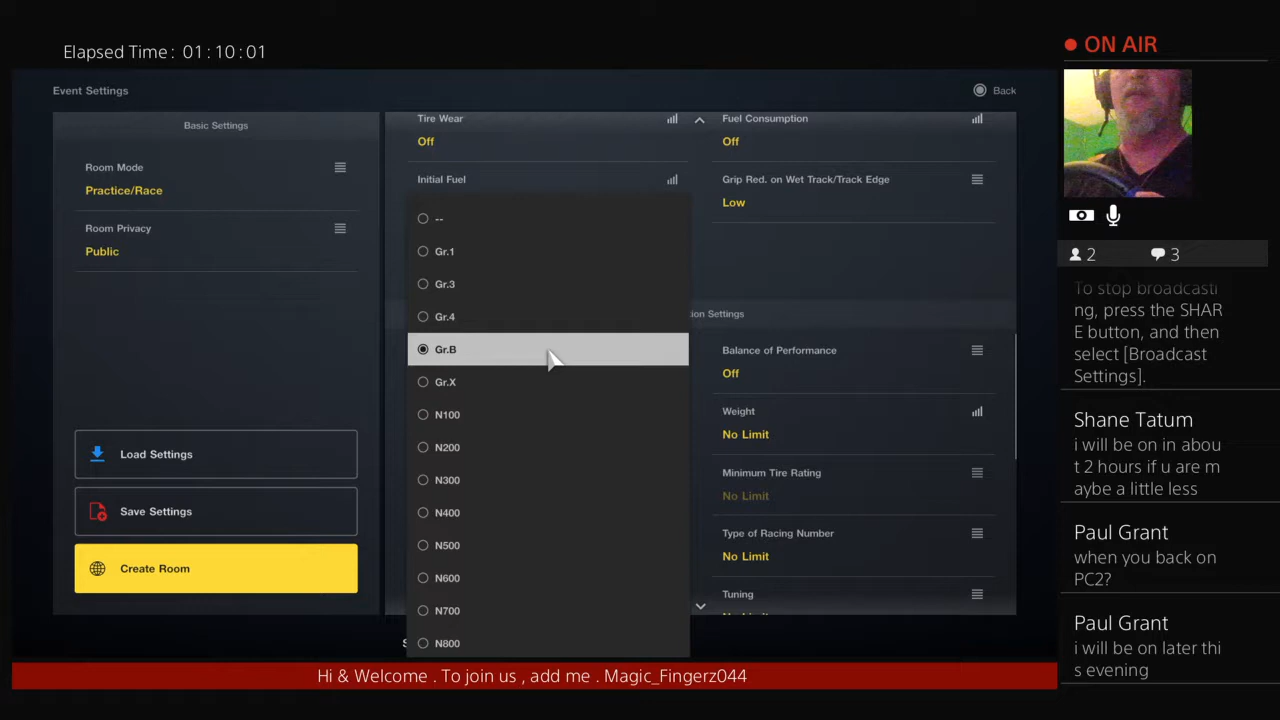 Elapsed Time : 01:10:01
ON AIR
Event Settings
Back
Basic Settings
Room Mode
Practice/Race
Room Privacy
Public
Load Settings
Save Settings
Create Room
Tire Wear
Off
Initial Fuel
--
Gr.1
Gr.3
Gr.4
Gr.B
Gr.X
N100
N200
N300
N400
N500
N600
N700
N800
Fuel Consumption
Off
Grip Red. on Wet Track/Track Edge
Low
Settings
Balance of Performance
Off
Weight
No Limit
Minimum Tire Rating
No Limit
Type of Racing Number
No Limit
Tuning
No Limit
2
3
To stop broadcasti
ng, press the SHAR
E button, and then
select [Broadcast
Settings].
Shane Tatum
i will be on in abou
t 2 hours if u are m
aybe a little less
Paul Grant
when you back on
PC2?
Paul Grant
i will be on later thi
s evening
Hi & Welcome . To join us , add me . Magic_Fingerz044